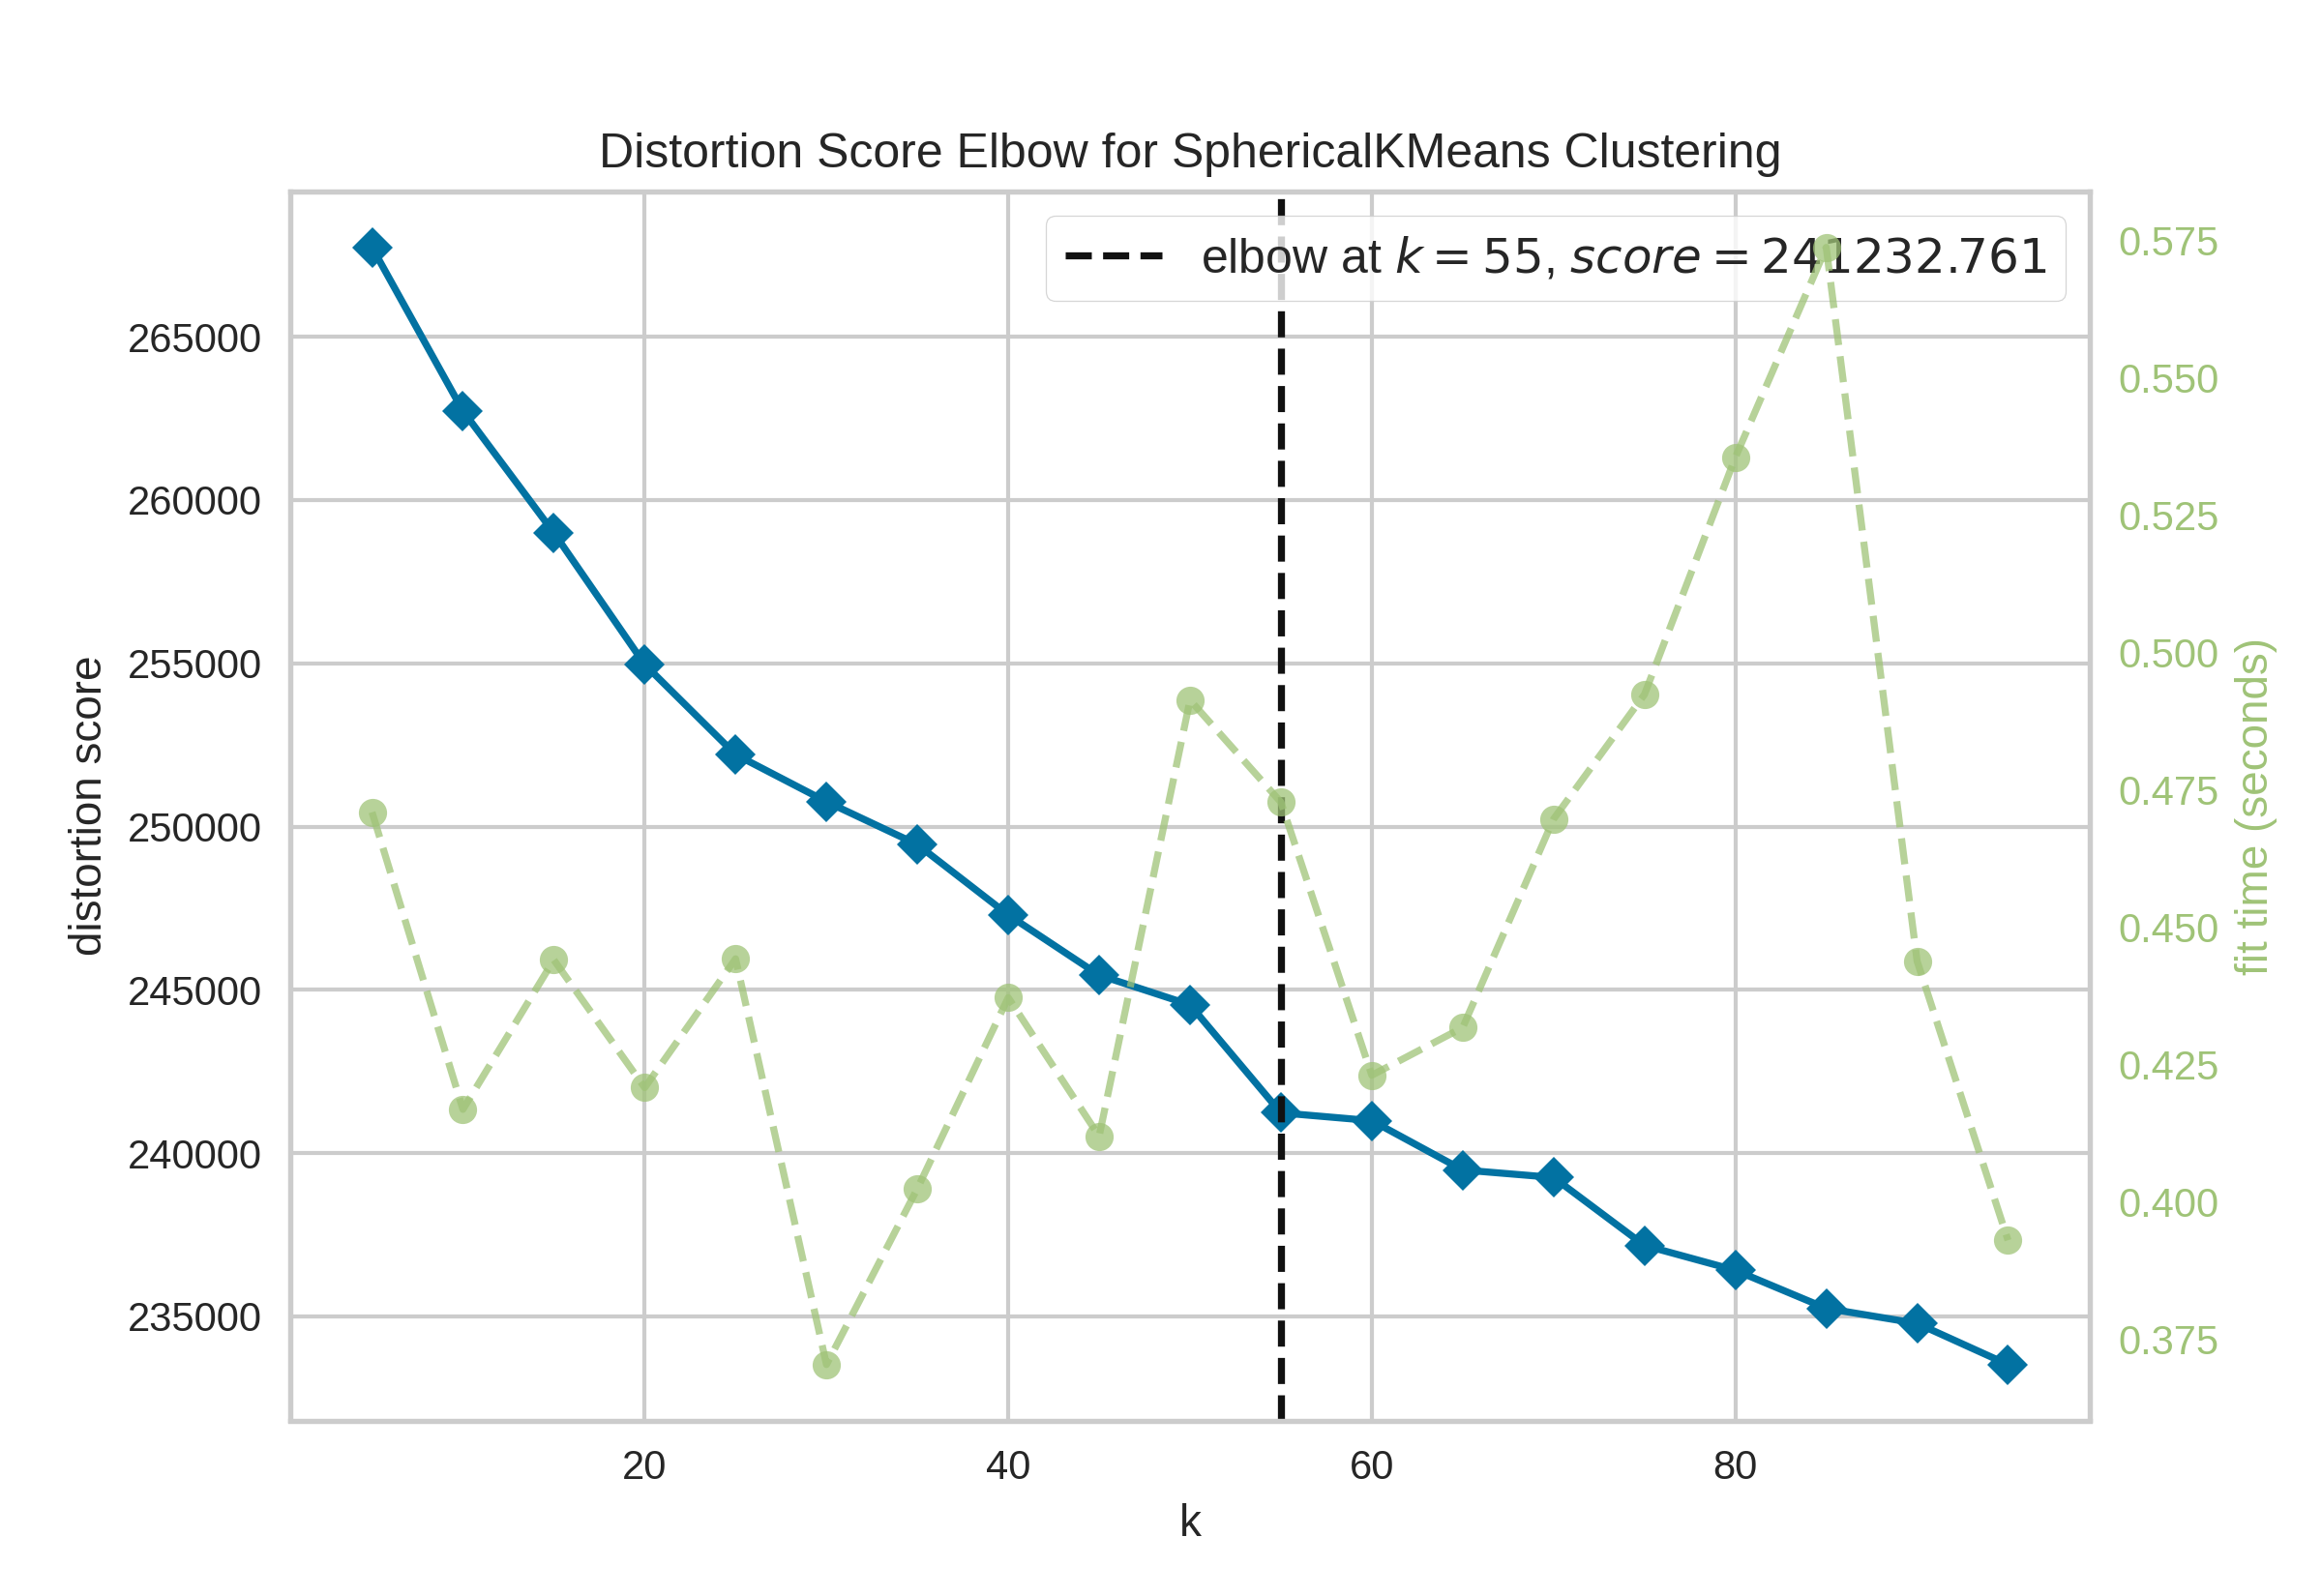 Distortion Score Elbow for SphericalKMeans Clustering
elbow at k = 55, score = 241232.761
265000
260000
255000
250000
245000
240000
235000
distortion score
0.575
0.550
0.525
0.500
0.475
0.450
0.425
0.400
0.375
fit time (seconds)
20 40 60 80
k